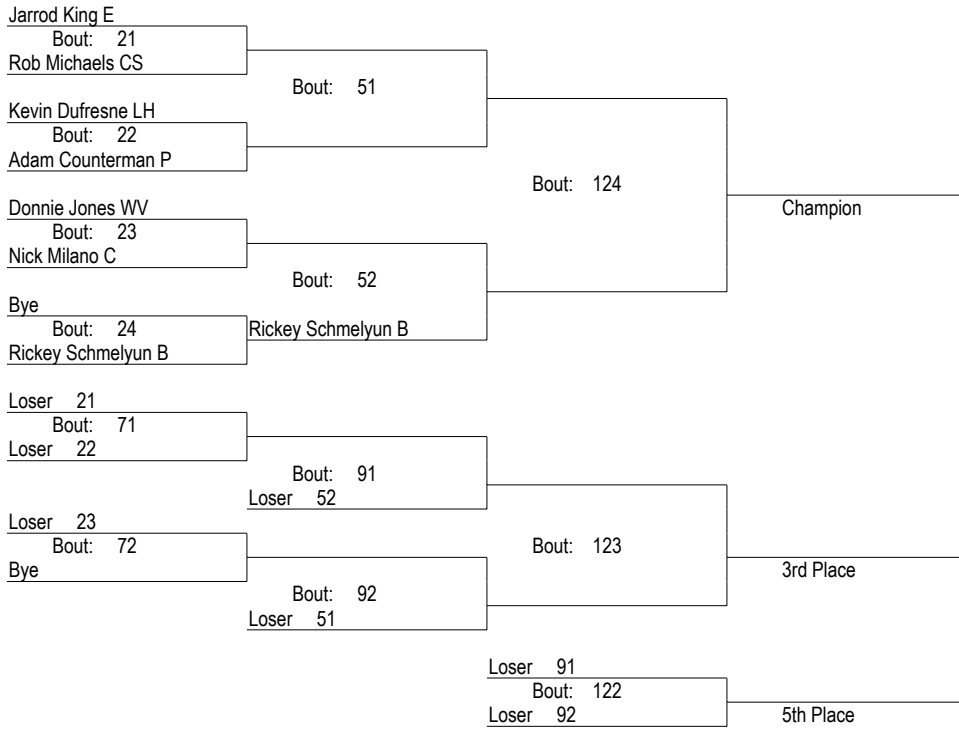 Jarrod King E
Bout: 21
Rob Michaels CS
Bout: 51
Kevin Dufresne LH
Bout: 22
Adam Counterman P
Bout: 124
Champion
Donnie Jones WV
Bout: 23
Nick Milano C
Bout: 52
Bye
Bout: 24
Rickey Schmelyun B
Rickey Schmelyun B
Loser 21
Bout: 71
Loser 22
Bout: 91
Loser 52
Loser 23
Bout: 72
Bye
Bout: 123
3rd Place
Bout: 92
Loser 51
Loser 91
Bout: 122
Loser 92
5th Place